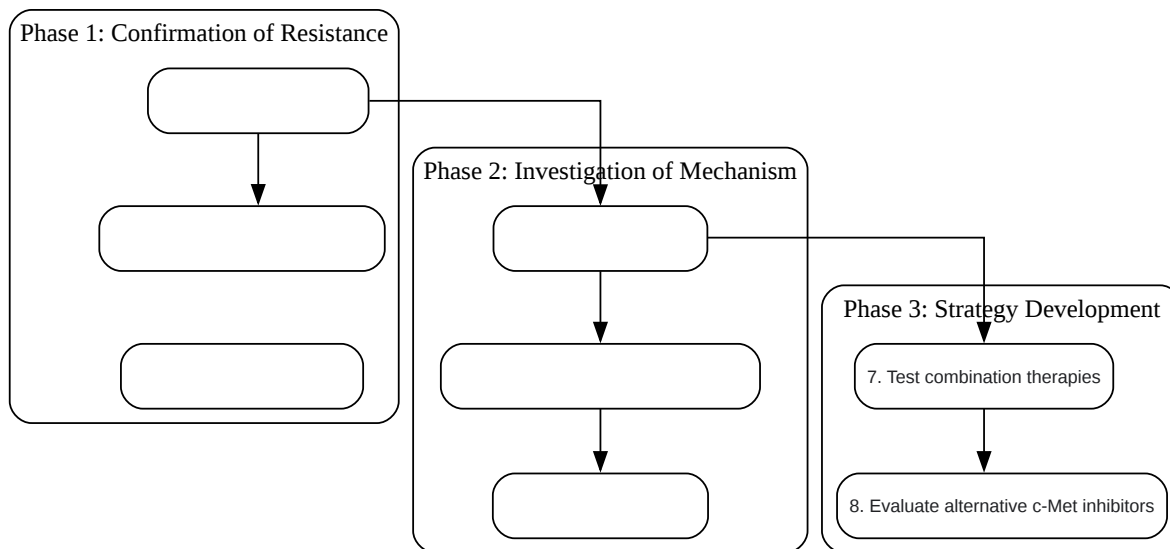 Phase 1: Confirmation of Resistance
Phase 2: Investigation of Mechanism
Phase 3: Strategy Development
7. Test combination therapies
8. Evaluate alternative c-Met inhibitors